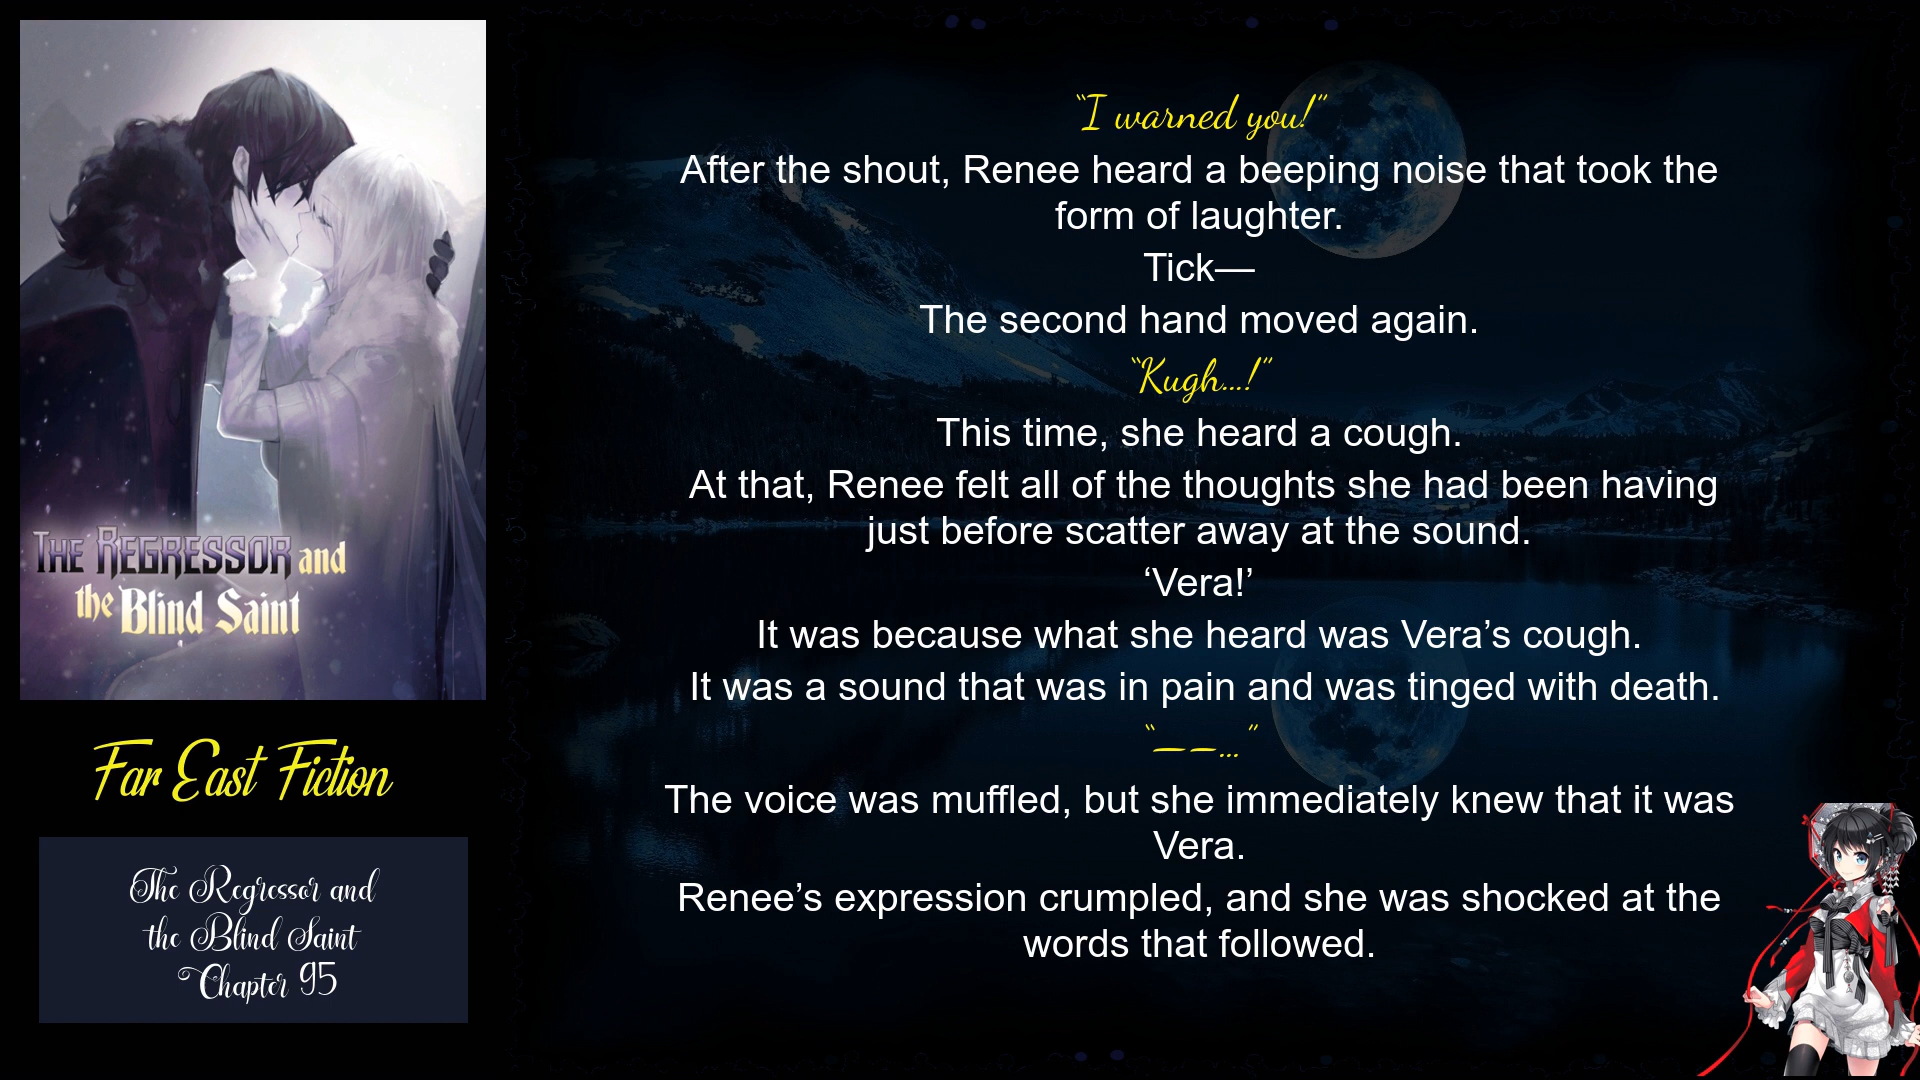 THE REGRESSOR and
the Blind Saint
Far East Fiction
The Regressor and
the Blind Saint
Chapter 95
“I warned you!”
After the shout, Renee heard a beeping noise that took the
form of laughter.
Tick—
The second hand moved again.
“Kugh...!”
This time, she heard a cough.
At that, Renee felt all of the thoughts she had been having
just before scatter away at the sound.
‘Vera!’
It was because what she heard was Vera’s cough.
It was a sound that was in pain and was tinged with death.
“——...”
The voice was muffled, but she immediately knew that it was
Vera.
Renee’s expression crumpled, and she was shocked at the
words that followed.